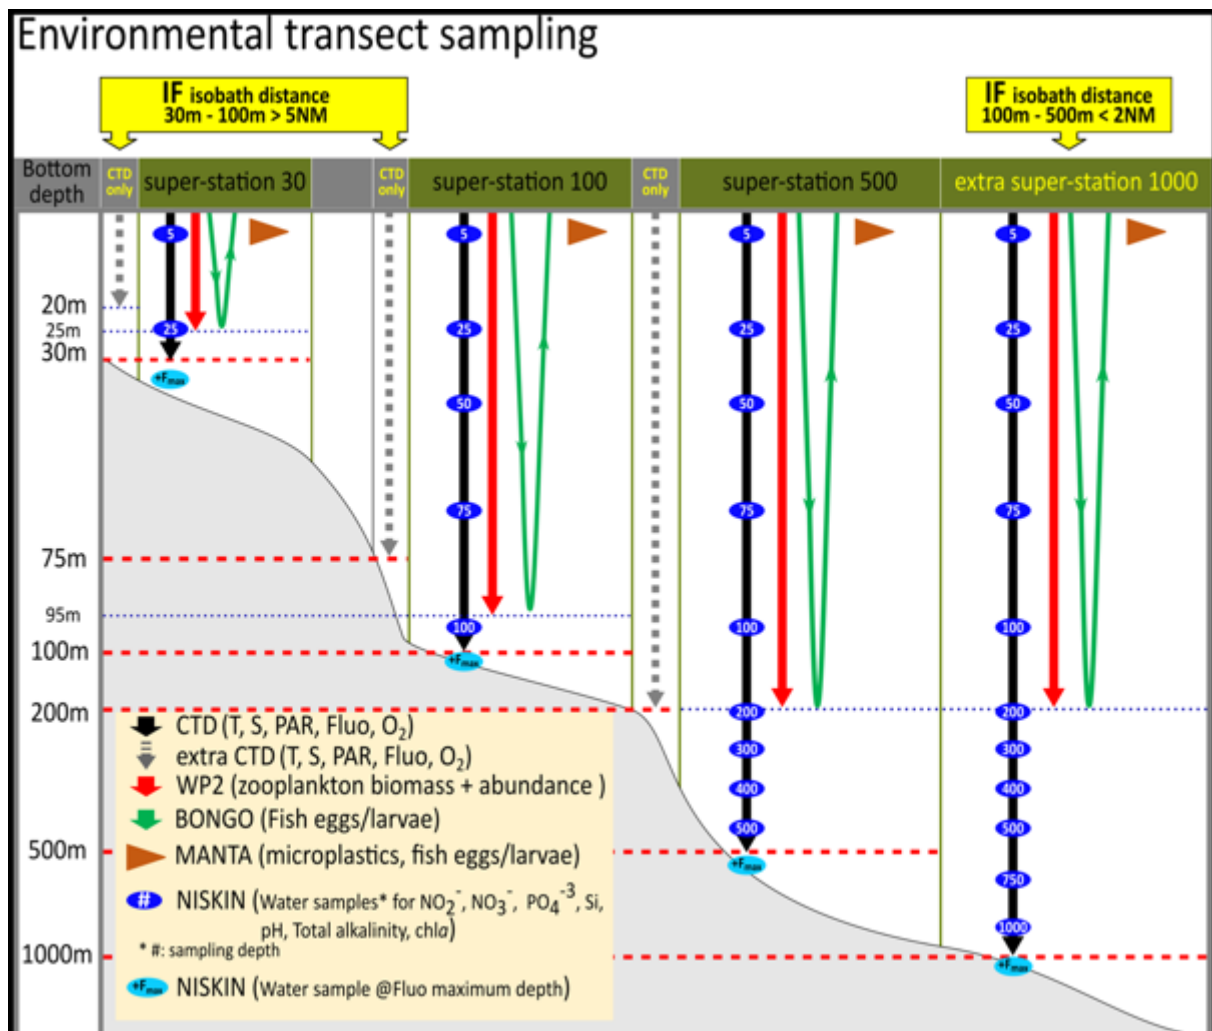 Environmental transect sampling
IF isobath distance
30m - 100m > 5NM
IF isobath distance
100m - 500m < 2NM
Bottom
depth
CTD
only
super-station 30
CTD
only
super-station 100
CTD
only
super-station 500
extra super-station 1000
5
5
5
5
20m
25m
25
25
25
25
30m
+Fmax
50
50
50
75
75
75
75m
95m
100
100
100
100m
+Fmax
200m
200
200
300
300
400
400
500
500
500m
+Fmax
750
1000
1000m
+Fmax
CTD (T, S, PAR, Fluo, O₂)
extra CTD (T, S, PAR, Fluo, O₂)
WP2 (zooplankton biomass + abundance )
BONGO (Fish eggs/larvae)
MANTA (microplastics, fish eggs/larvae)
# NISKIN (Water samples* for NO₂⁻, NO₃⁻, PO₄⁻³, Si,
pH, Total alkalinity, chla)
* #: sampling depth
+Fmax NISKIN (Water sample @Fluo maximum depth)